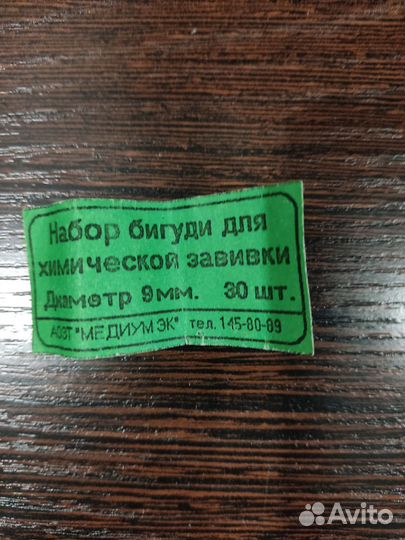 Набор бигуди для
химической завивки
Диаметр 9мм. 30 шт.
АОЗТ "МЕДИУМ ЭК" тел. 145-80-89
Avito